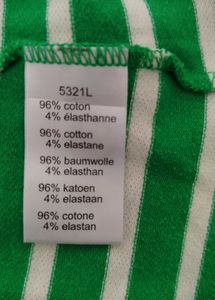 5321L
96% coton
4% élasthanne
96% cotton
4% elastane
96% baumwolle
4% elasthan
96% katoen
4% elastaan
96% cotone
4% elastan